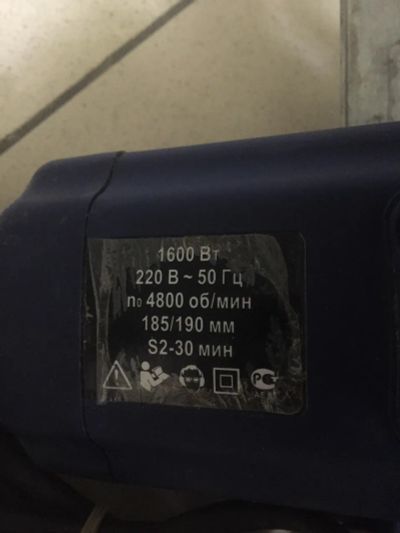 1600 Вт
220 В ~ 50 Гц
n₀ 4800 об/мин
185/190 мм
S2-30 мин